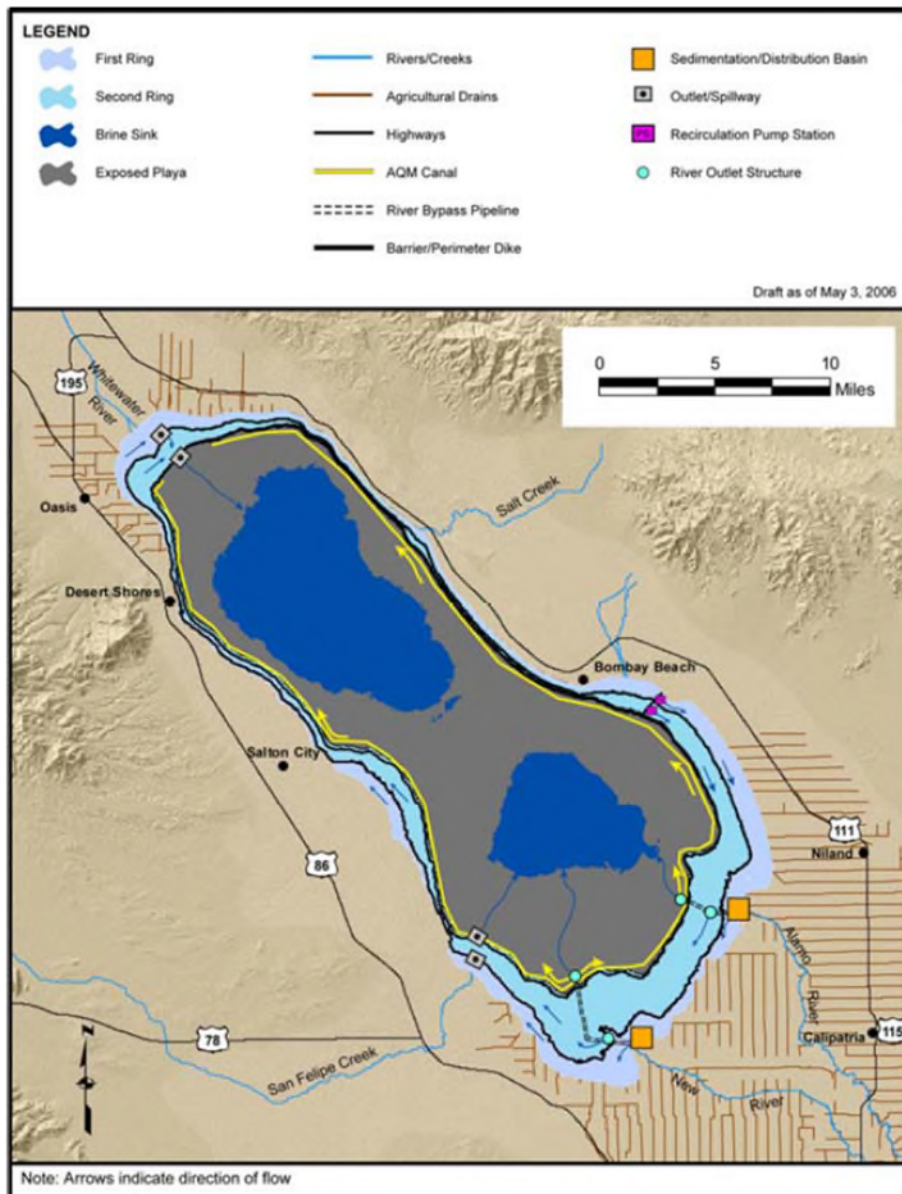 LEGEND
First Ring
Second Ring
Brine Sink
Exposed Playa
Rivers/Creeks
Agricultural Drains
Highways
AQM Canal
River Bypass Pipeline
Barrier/Perimeter Dike
Sedimentation/Distribution Basin
Outlet/Spillway
PS Recirculation Pump Station
River Outlet Structure
Draft as of May 3, 2006
0 5 10
Miles
195
Whitewater
River
Oasis
Salt Creek
Desert Shores
Bombay Beach
Salton City
86
111
Niland
Alamo
River
78
San Felipe Creek
Calipatria
115
New
River
N
Note: Arrows indicate direction of flow